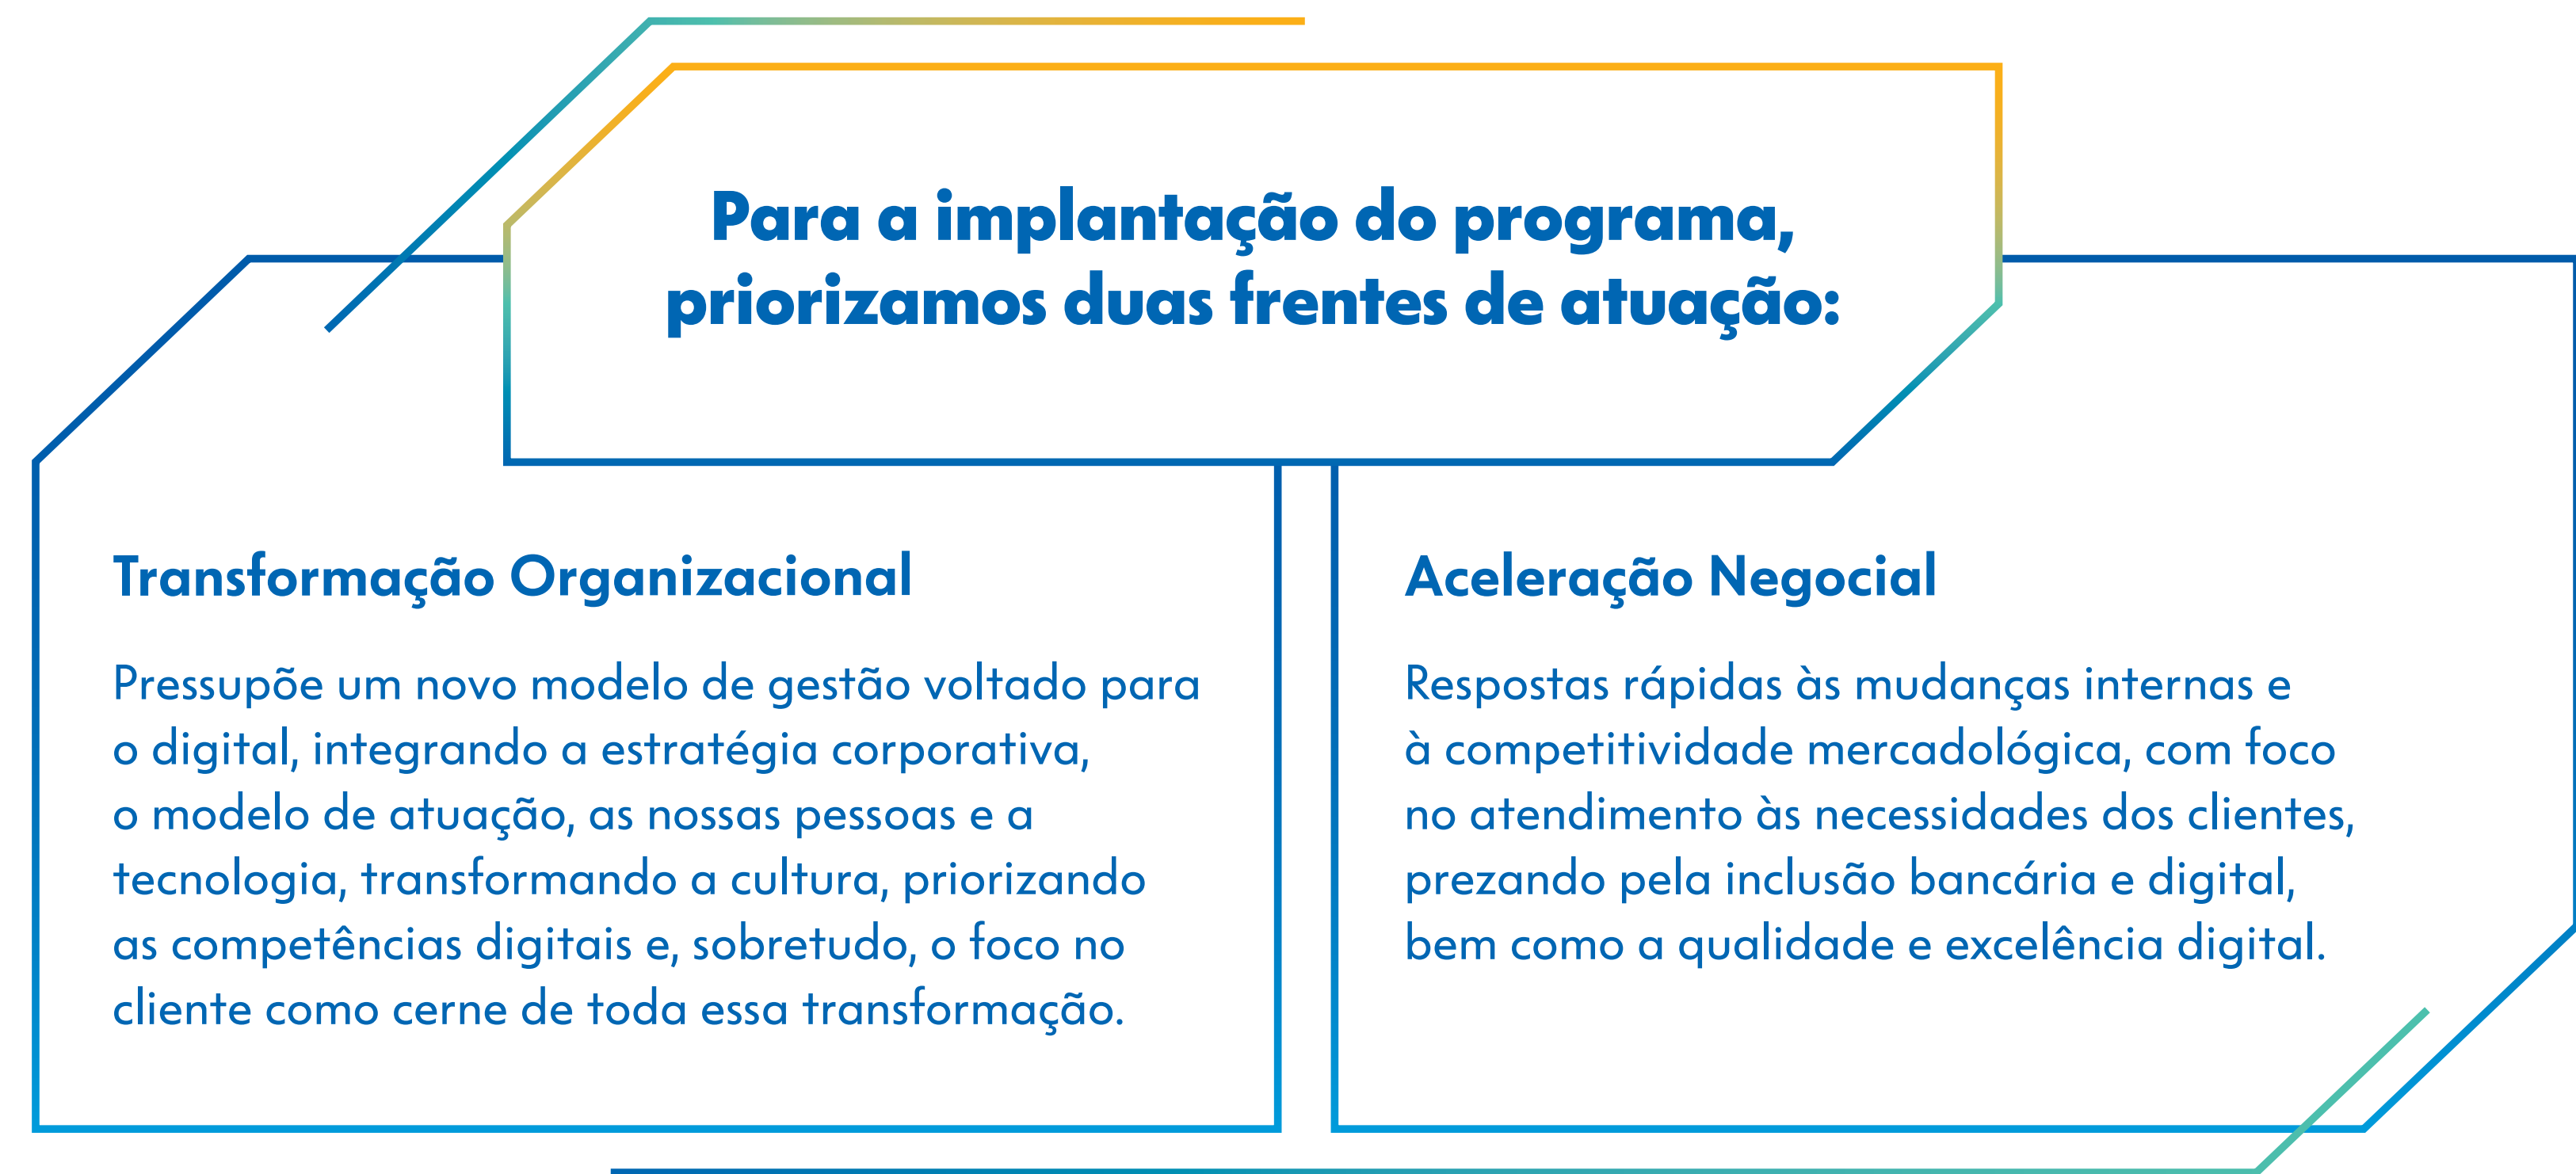 Para a implantação do programa,
priorizamos duas frentes de atuação:
Transformação Organizacional
Pressupõe um novo modelo de gestão voltado para
o digital, integrando a estratégia corporativa,
o modelo de atuação, as nossas pessoas e a
tecnologia, transformando a cultura, priorizando
as competências digitais e, sobretudo, o foco no
cliente como cerne de toda essa transformação.
Aceleração Negocial
Respostas rápidas às mudanças internas e
à competitividade mercadológica, com foco
no atendimento às necessidades dos clientes,
prezando pela inclusão bancária e digital,
bem como a qualidade e excelência digital.